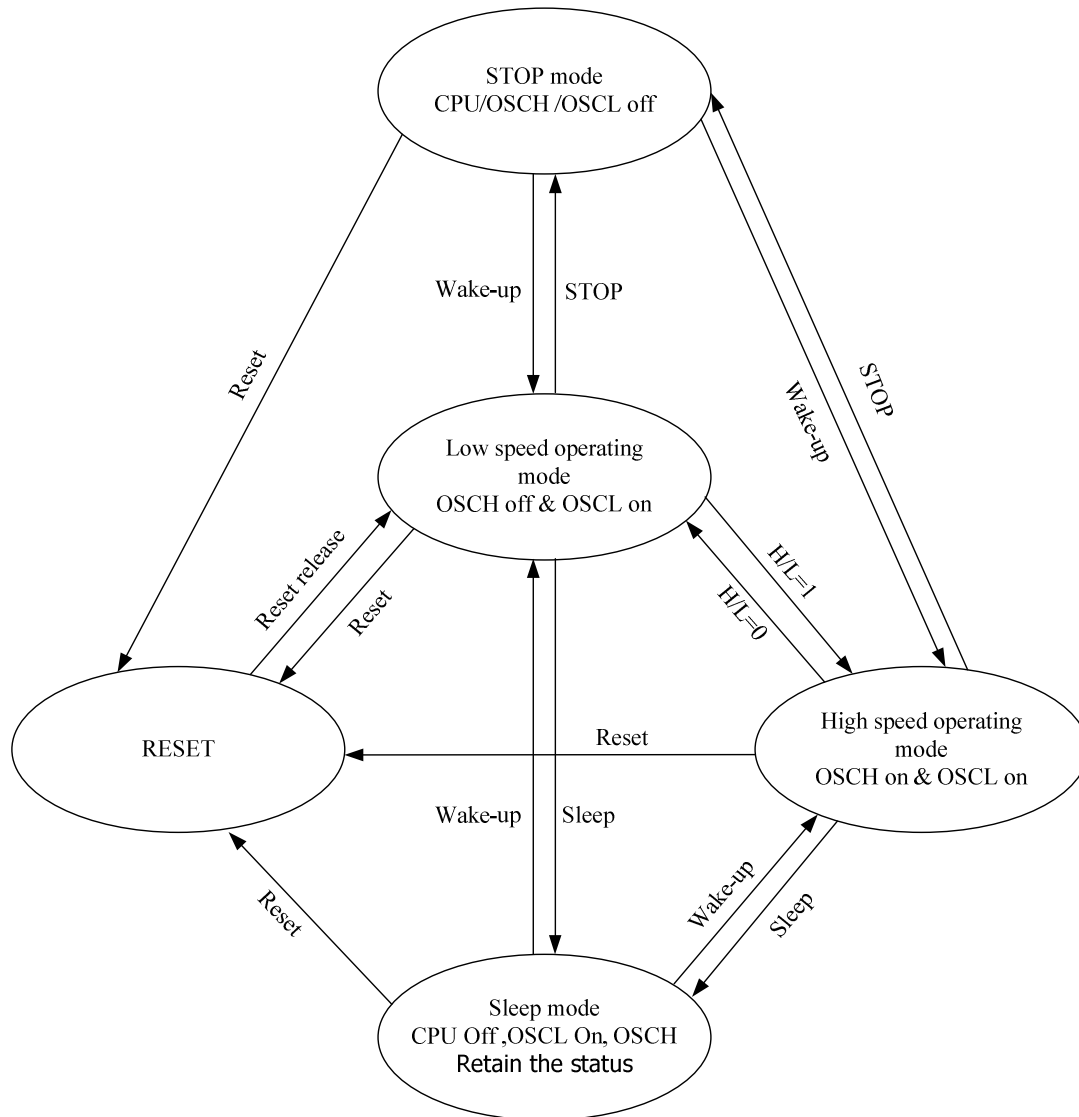 STOP mode
CPU/OSCH /OSCL off
Wake-up
STOP
Reset
STOP
Wake-up
Low speed operating
mode
OSCH off & OSCL on
Reset release
Reset
H/L=1
H/L=0
RESET
Reset
High speed operating
mode
OSCH on & OSCL on
Wake-up
Sleep
Wake-up
Sleep
Reset
Sleep mode
CPU Off ,OSCL On, OSCH
Retain the status